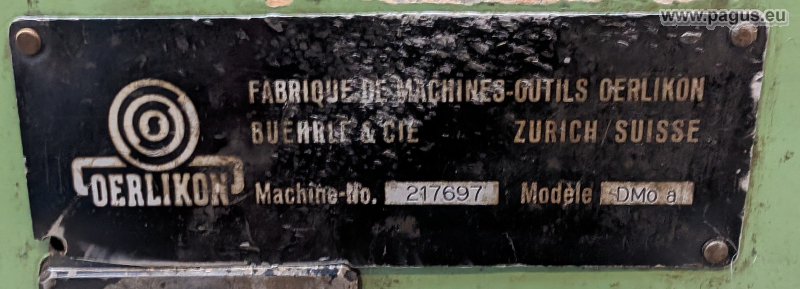 www.pagus.eu
FABRIQUE DE MACHINES-OUTILS OERLIKON
BUEHRLE & CIE ZURICH/SUISSE
OERLIKON
Machine-No. 217697 Modèle DMo a